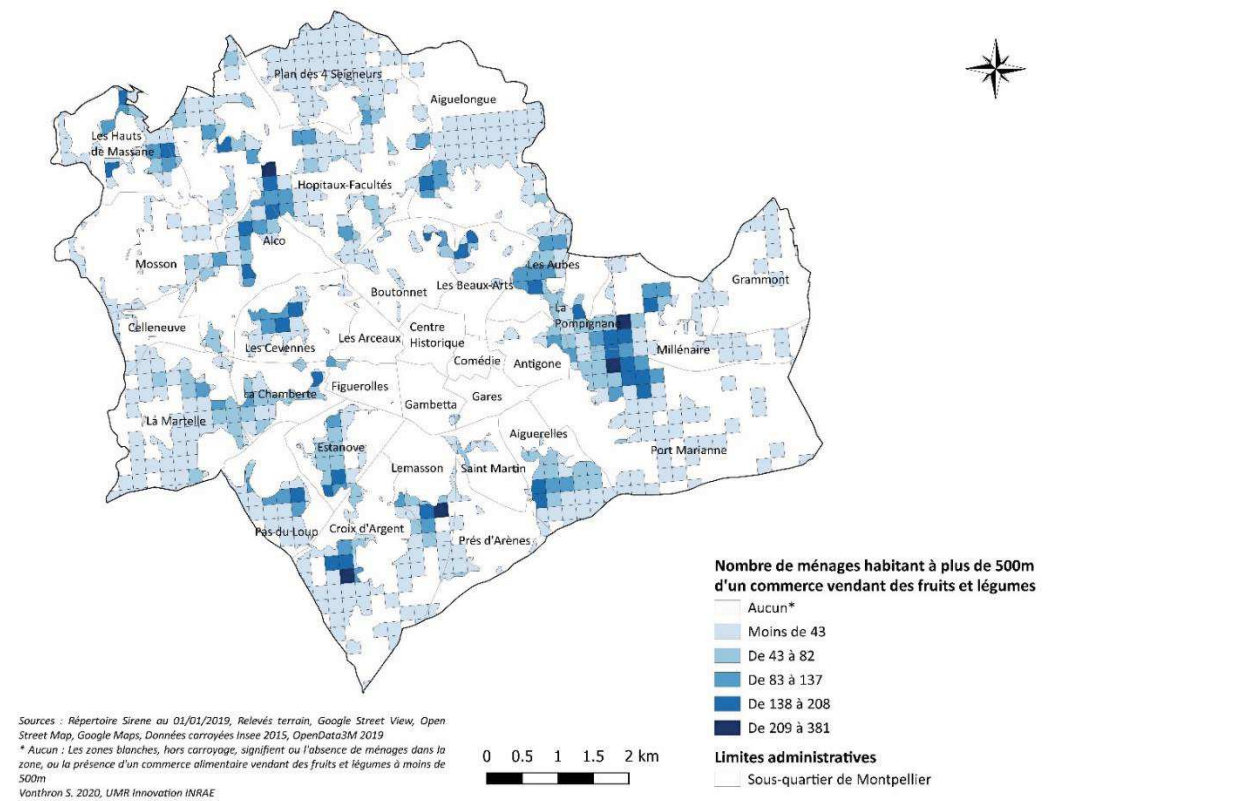 Plan des 4 Seigneurs
Aiguelongue
Les Hauts
de Massane
Hopitaux-Facultés
Alco
Mosson
Les Aubes
Grammont
Boutonnet
Les Beaux-Arts
La
Pompignane
Celleneuve
Centre
Historique
Les Arceaux
Les Cevennes
Millénaire
Comédie
Antigone
Figuerolles
La Chamberte
Gares
Gambetta
La Martelle
Aiguerelles
Estanove
Port Marianne
Lemasson
Saint Martin
Pas du Loup
Croix d'Argent
Prés d'Arènes
Nombre de ménages habitant à plus de 500m
d'un commerce vendant des fruits et légumes
Aucun*
Moins de 43
De 43 à 82
De 83 à 137
De 138 à 208
De 209 à 381
Limites administratives
Sous-quartier de Montpellier
Sources : Répertoire Sirene au 01/01/2019, Relevés terrain, Google Street View, Open
Street Map, Google Maps, Données carroyées Insee 2015, OpenData3M 2019
* Aucun : Les zones blanches, hors carroyage, signifient ou l'absence de ménages dans la
zone, ou la présence d'un commerce alimentaire vendant des fruits et légumes à moins de
500m
Vonthron S. 2020, UMR Innovation INRAE
0 0.5 1 1.5 2 km